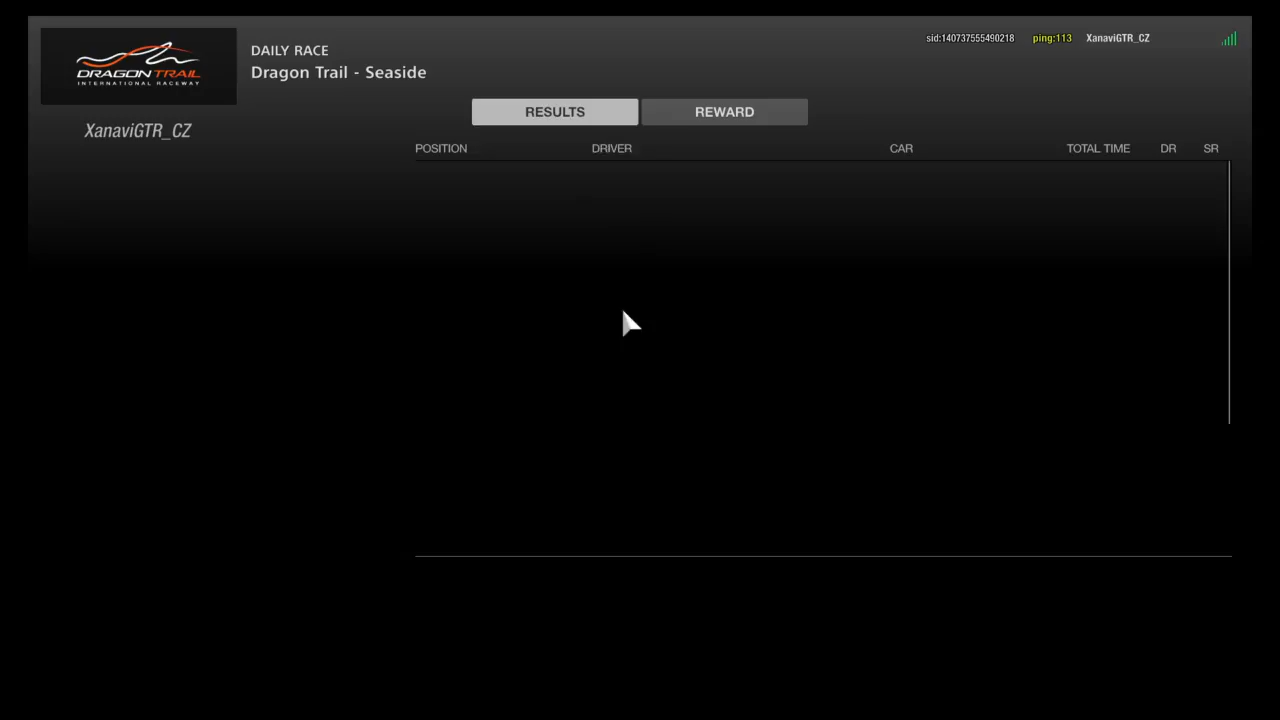 DRAGON TRAIL
INTERNATIONAL RACEWAY
DAILY RACE
Dragon Trail - Seaside
sid:140737555490218 ping:113 XanaviGTR_CZ
RESULTS REWARD
XanaviGTR_CZ
POSITION DRIVER CAR TOTAL TIME DR SR